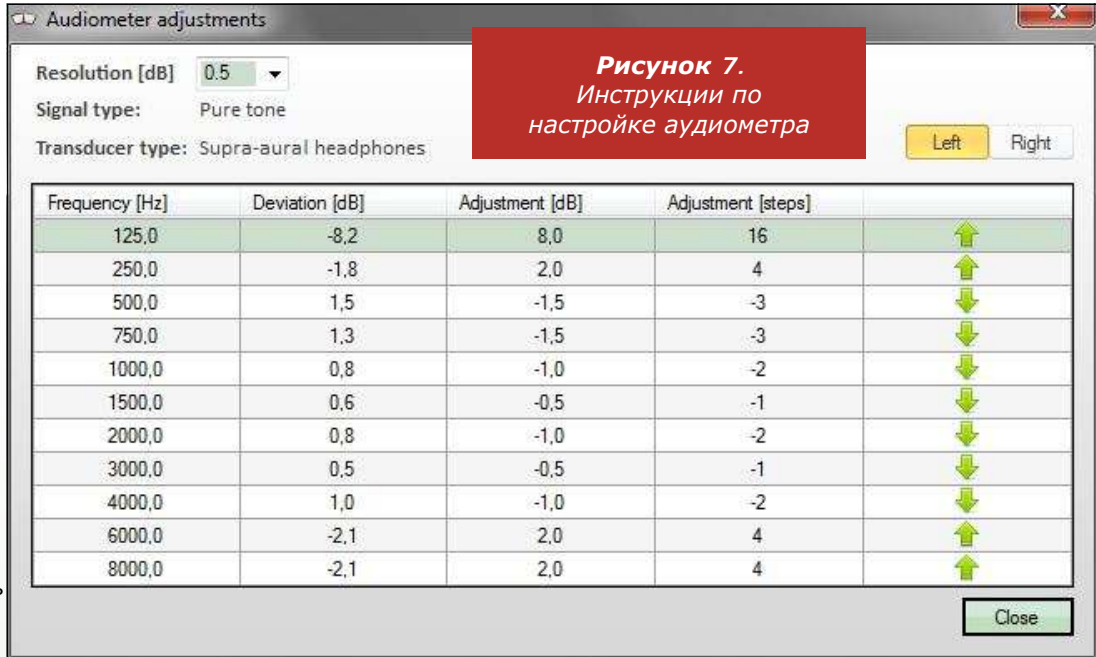 Audiometer adjustments
Resolution [dB] 0.5
Рисунок 7.
Инструкции по
настройке аудиометра
Signal type: Pure tone
Transducer type: Supra-aural headphones
Left Right
Frequency [Hz] Deviation [dB] Adjustment [dB] Adjustment [steps]
125,0 -8,2 8,0 16
250,0 -1,8 2,0 4
500,0 1,5 -1,5 -3
750,0 1,3 -1,5 -3
1000,0 0,8 -1,0 -2
1500,0 0,6 -0,5 -1
2000,0 0,8 -1,0 -2
3000,0 0,5 -0,5 -1
4000,0 1,0 -1,0 -2
6000,0 -2,1 2,0 4
8000,0 -2,1 2,0 4
Close